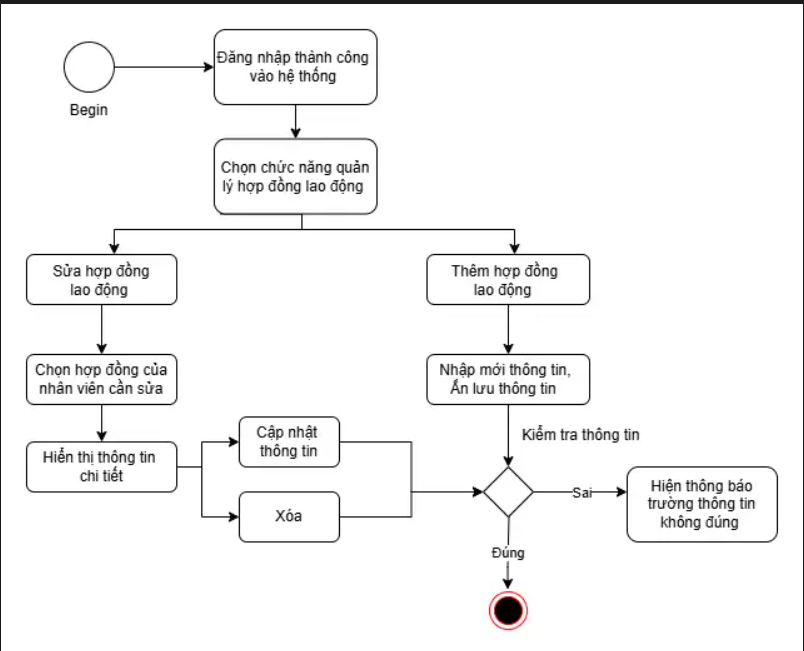 Đăng nhập thành công
vào hệ thống
Begin
Chọn chức năng quản
lý hợp đồng lao động
Sửa hợp đồng
lao động
Thêm hợp đồng
lao động
Chọn hợp đồng của
nhân viên cần sửa
Nhập mới thông tin,
Ấn lưu thông tin
Cập nhật
thông tin
Kiểm tra thông tin
Hiển thị thông tin
chi tiết
Xóa
Sai
Hiện thông báo
trường thông tin
không đúng
Đúng